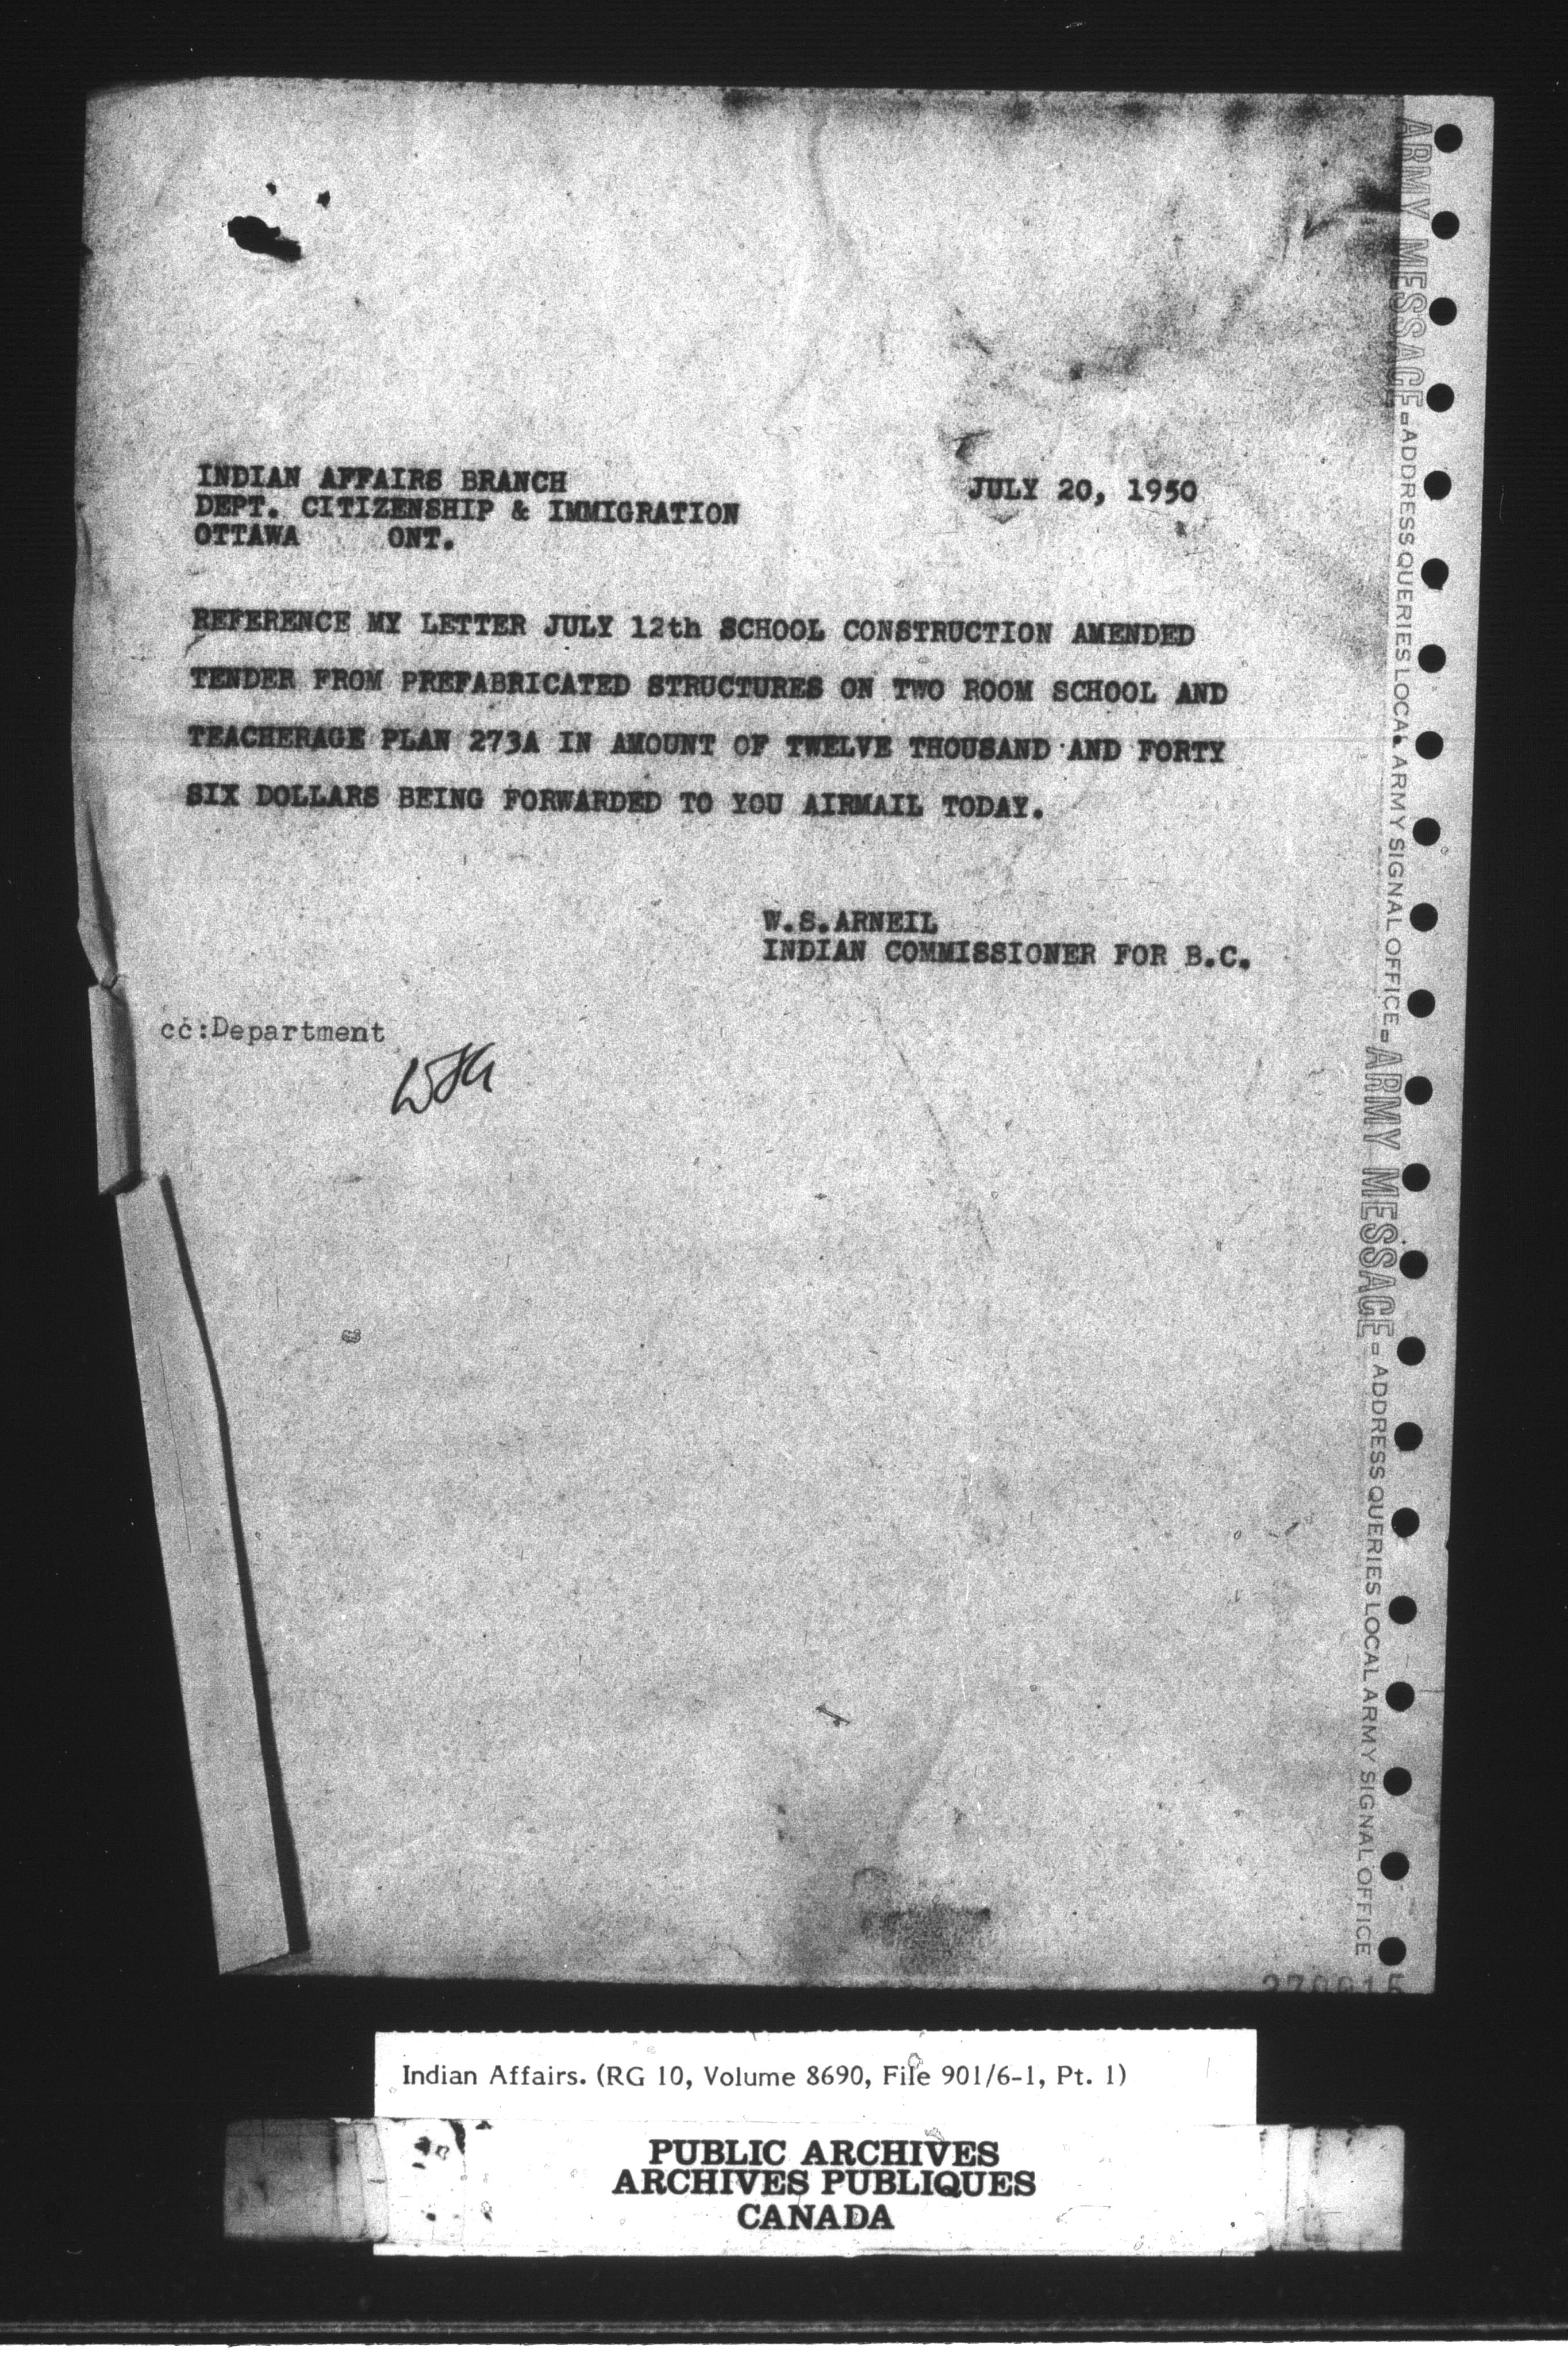 INDIAN AFFAIRS BRANCH
DEPT. CITIZENSHIP & IMMIGRATION
OTTAWA ONT.
JULY 20, 1950
REFERENCE MY LETTER JULY 12th SCHOOL CONSTRUCTION AMENDED
TENDER FROM PREFABRICATED STRUCTURES ON TWO ROOM SCHOOL AND
TEACHERAGE PLAN 273A IN AMOUNT OF TWELVE THOUSAND AND FORTY
SIX DOLLARS BEING FORWARDED TO YOU AIRMAIL TODAY.
W.S.ARNEIL
INDIAN COMMISSIONER FOR B.C.
cc:Department
ARMY MESSAGE - ADDRESS QUERIES LOCAL ARMY SIGNAL OFFICE - ARMY MESSAGE - ADDRESS QUERIES LOCAL ARMY SIGNAL OFFICE
Indian Affairs. (RG 10, Volume 8690, File 901/6-1, Pt. 1)
PUBLIC ARCHIVES
ARCHIVES PUBLIQUES
CANADA